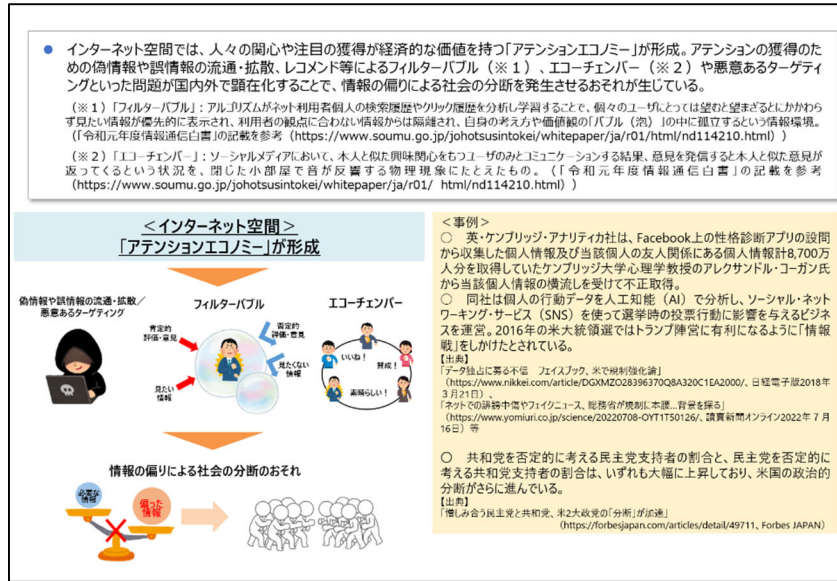 ● インターネット空間では、人々の関心や注目の獲得が経済的な価値を持つ「アテンションエコノミー」が形成。アテンションの獲得のた
めの偽情報や誤情報の流通・拡散、レコメンド等によるフィルターバブル（※１）、エコーチェンバー（※２）や悪意あるターゲティ
ングといった問題が国内外で顕在化することで、情報の偏りによる社会の分断を発生させるおそれが生じている。
（※１）「フィルターバブル」：アルゴリズムがネット利用者個人の検索履歴やクリック履歴を分析し学習することで、個々のユーザにとっては望むと望まざるとにかかわら
ず見たい情報が優先的に表示され、利用者の観点に合わない情報からは隔離され、自身の考え方や価値観の「バブル（泡）」の中に孤立するという情報環境。
（「令和元年度情報通信白書」の記載を参考（https://www.soumu.go.jp/johotsusintokei/whitepaper/ja/r01/html/nd114210.html））
（※２）「エコーチェンバー」：ソーシャルメディアにおいて、本人と似た興味関心をもつユーザのみとコミュニケーションする結果、意見を発信すると本人と似た意見が
返ってくるという状況を、閉じた小部屋で音が反響する物理現象にたとえたもの。（「令和元年度情報通信白書」の記載を参考
（https://www.soumu.go.jp/johotsusintokei/whitepaper/ja/r01/ html/nd114210.html））
＜インターネット空間＞
「アテンションエコノミー」が形成
偽情報や誤情報の流通・拡散／
悪意あるターゲティング
フィルターバブル
エコーチェンバー
肯定的
評価・意見
否定的
評価・意見
見たくない
情報
見たい
情報
いいね！
賛成！
素晴らしい！
情報の偏りによる社会の分断のおそれ
必要な
情報
偏った
情報
＜事例＞
○　英・ケンブリッジ・アナリティカ社は、Facebook上の性格診断アプリの設問
から収集した個人情報及び当該個人の友人関係にある個人情報計8,700万
人分を取得していたケンブリッジ大学心理学教授のアレクサンドル・コーガン氏
から当該個人情報の横流しを受けて不正取得。
○　同社は個人の行動データを人工知能（AI）で分析し、ソーシャル・ネット
ワーキング・サービス（SNS）を使って選挙時の投票行動に影響を与えるビジネ
スを運営。2016年の米大統領選ではトランプ陣営に有利になるように「情報
戦」をしかけたとされている。
【出典】
「データ独占に募る不信　フェイスブック、米で規制強化論」
（https://www.nikkei.com/article/DGXMZO28396370Q8A320C1EA2000/、日経電子版2018年
３月21日）、
「ネットでの誹謗中傷やフェイクニュース、総務省が規制に本腰…背景を探る」
（https://www.yomiuri.co.jp/science/20220708-OYT1T50126/、讀賣新聞オンライン2022年７月
16日）等
○　共和党を否定的に考える民主党支持者の割合と、民主党を否定的に
考える共和党支持者の割合は、いずれも大幅に上昇しており、米国の政治的
分断がさらに進んでいる。
【出典】
「憎しみ合う民主党と共和党、米2大政党の「分断」が加速」
（https://forbesjapan.com/articles/detail/49711、Forbes JAPAN）